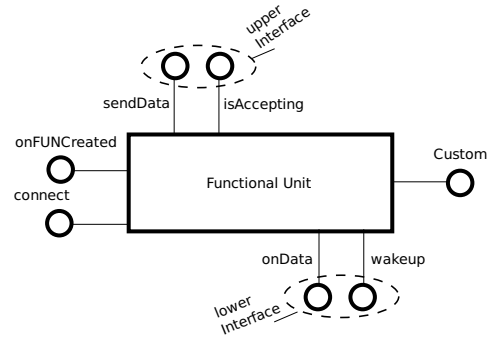 upper
Interface
sendData
isAccepting
onFUNCreated
connect
Functional Unit
Custom
onData
wakeup
lower
Interface